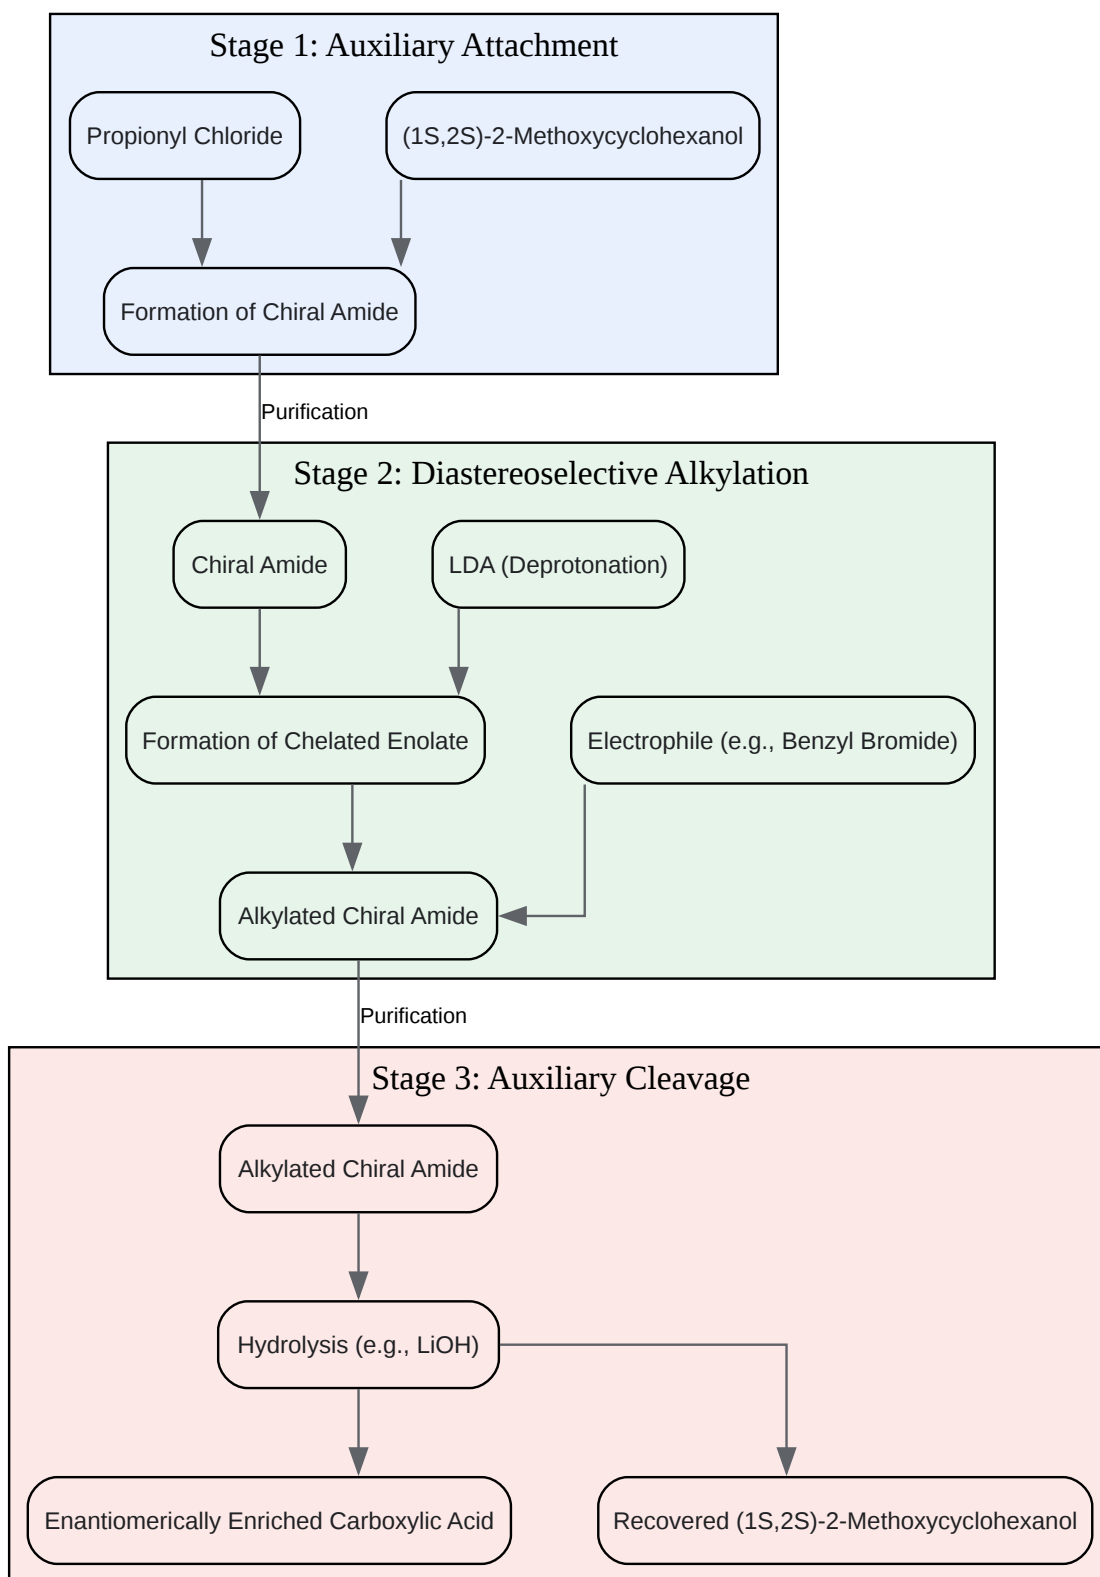 Stage 1: Auxiliary Attachment
Propionyl Chloride
(1S,2S)-2-Methoxycyclohexanol
Formation of Chiral Amide
Purification
Stage 2: Diastereoselective Alkylation
Chiral Amide
LDA (Deprotonation)
Formation of Chelated Enolate
Electrophile (e.g., Benzyl Bromide)
Alkylated Chiral Amide
Purification
Stage 3: Auxiliary Cleavage
Alkylated Chiral Amide
Hydrolysis (e.g., LiOH)
Enantiomerically Enriched Carboxylic Acid
Recovered (1S,2S)-2-Methoxycyclohexanol